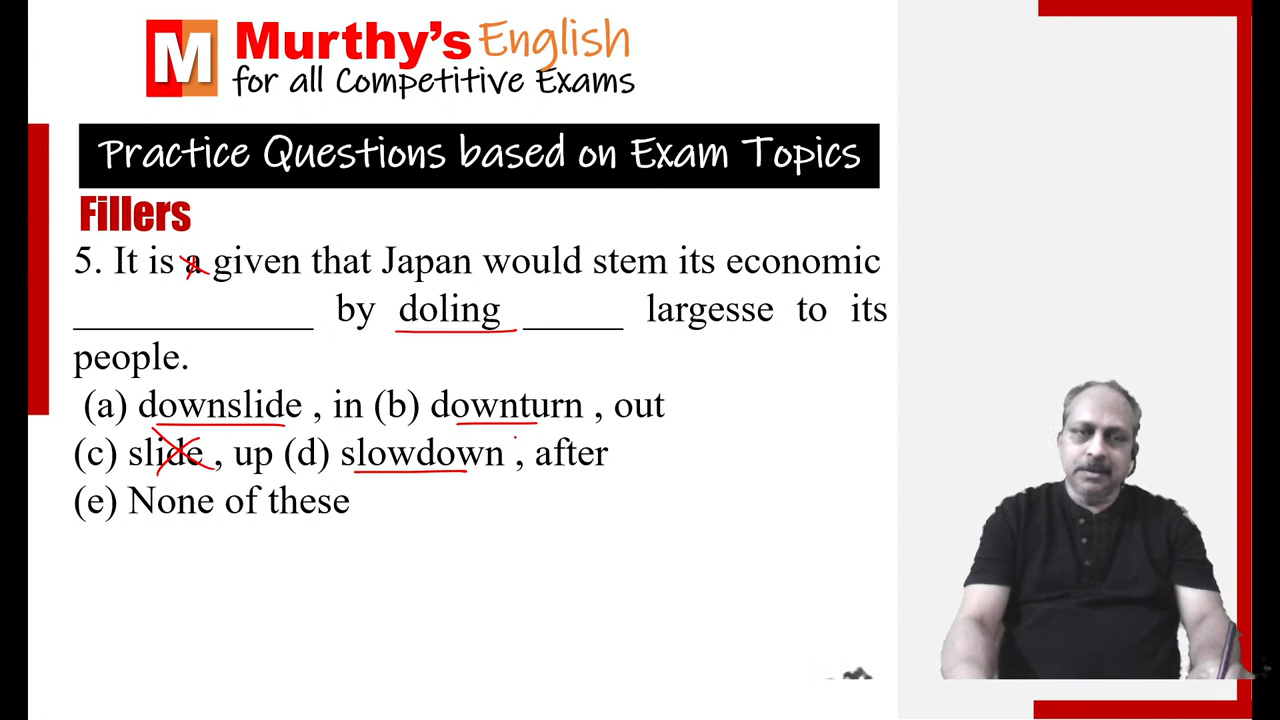 M Murthy's English
for all Competitive Exams
Practice Questions based on Exam Topics
Fillers
5. It is a given that Japan would stem its economic
____________ by doling _____ largesse to its
people.
(a) downslide , in (b) downturn , out
(c) slide , up (d) slowdown , after
(e) None of these